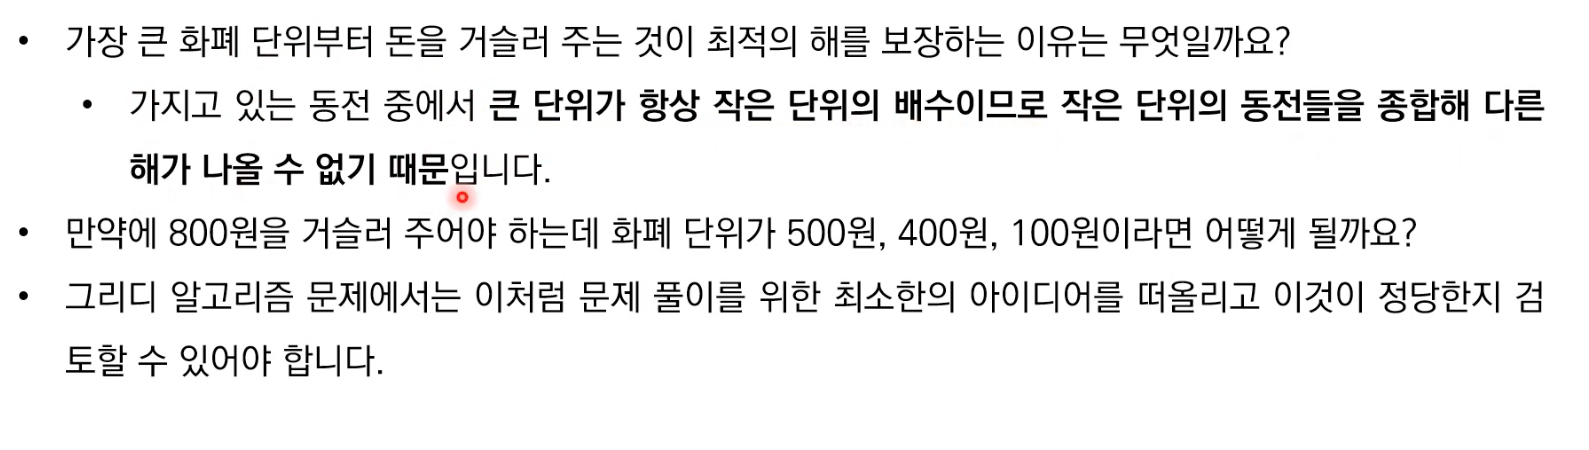 • 가장 큰 화폐 단위부터 돈을 거슬러 주는 것이 최적의 해를 보장하는 이유는 무엇일까요?
• 가지고 있는 동전 중에서 큰 단위가 항상 작은 단위의 배수이므로 작은 단위의 동전들을 종합해 다른
해가 나올 수 없기 때문입니다.
• 만약에 800원을 거슬러 주어야 하는데 화폐 단위가 500원, 400원, 100원이라면 어떻게 될까요?
• 그리디 알고리즘 문제에서는 이처럼 문제 풀이를 위한 최소한의 아이디어를 떠올리고 이것이 정당한지 검
토할 수 있어야 합니다.